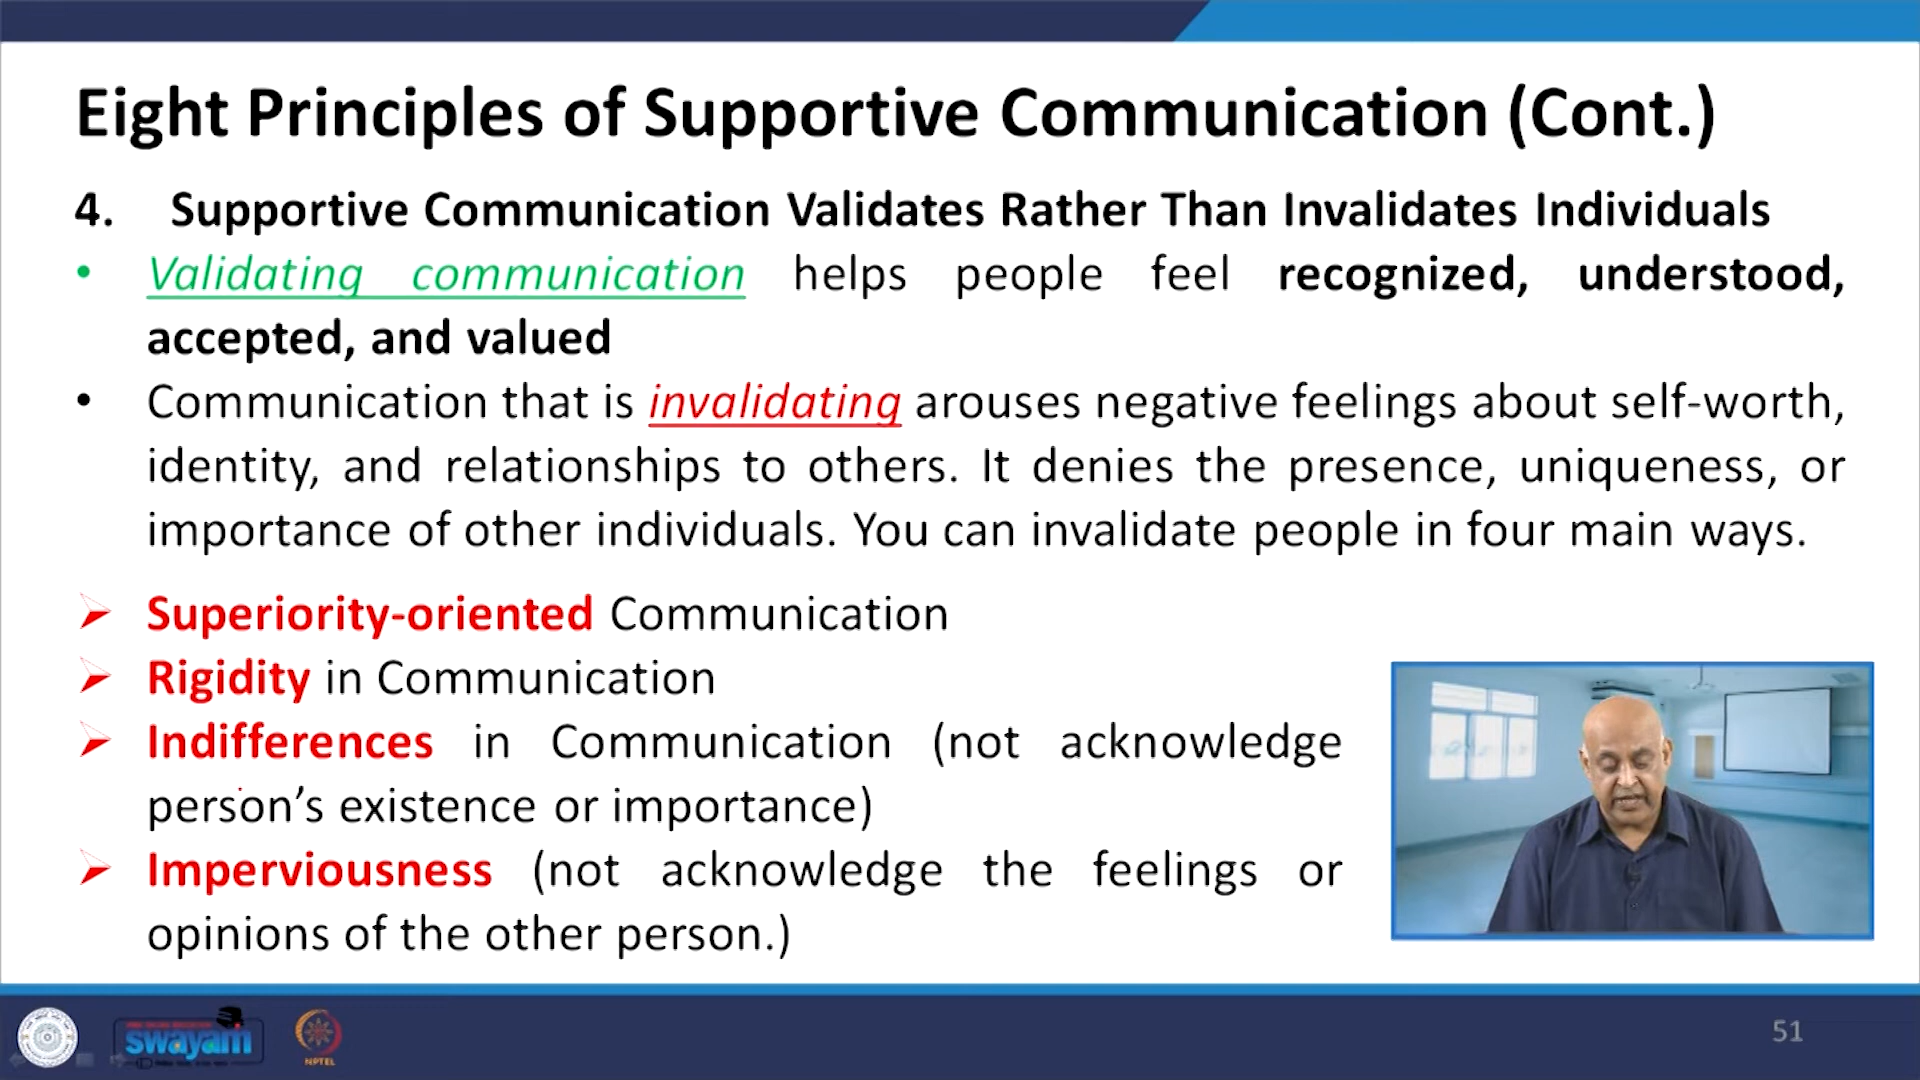 Eight Principles of Supportive Communication (Cont.)
4. Supportive Communication Validates Rather Than Invalidates Individuals
• Validating communication helps people feel recognized, understood,
accepted, and valued
• Communication that is invalidating arouses negative feelings about self-worth,
identity, and relationships to others. It denies the presence, uniqueness, or
importance of other individuals. You can invalidate people in four main ways.
➢ Superiority-oriented Communication
➢ Rigidity in Communication
➢ Indifferences in Communication (not acknowledge
person’s existence or importance)
➢ Imperviousness (not acknowledge the feelings or
opinions of the other person.)
swayam
NPTEL
51